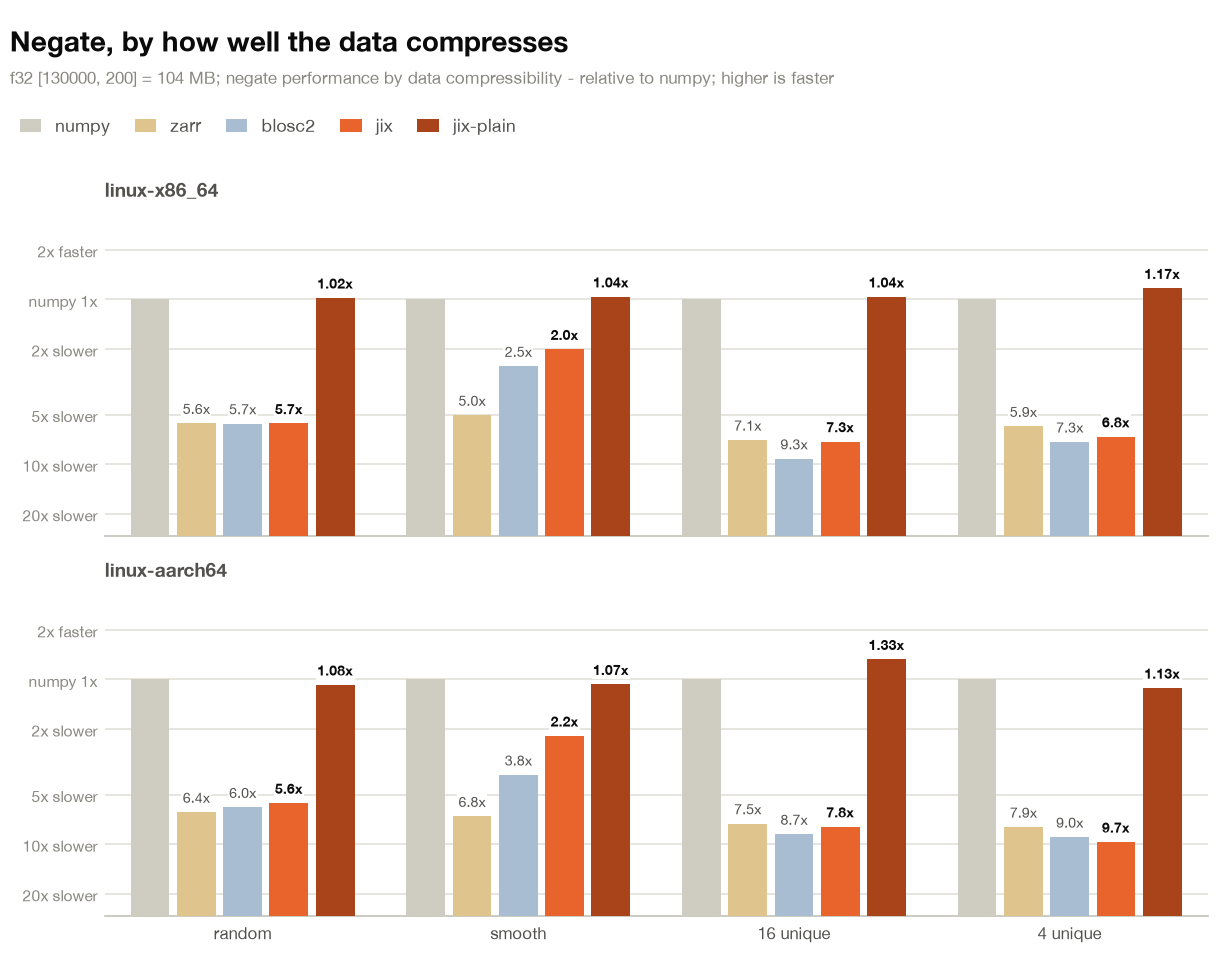 Negate, by how well the data compresses
f32 [130000, 200] = 104 MB; negate performance by data compressibility - relative to numpy; higher is faster
numpy zarr blosc2 jix jix-plain
linux-x86_64
2x faster
numpy 1x
2x slower
5x slower
10x slower
20x slower
5.6x 5.7x 5.7x 1.02x
5.0x 2.5x 2.0x 1.04x
7.1x 9.3x 7.3x 1.04x
5.9x 7.3x 6.8x 1.17x
linux-aarch64
2x faster
numpy 1x
2x slower
5x slower
10x slower
20x slower
6.4x 6.0x 5.6x 1.08x
6.8x 3.8x 2.2x 1.07x
7.5x 8.7x 7.8x 1.33x
7.9x 9.0x 9.7x 1.13x
random smooth 16 unique 4 unique